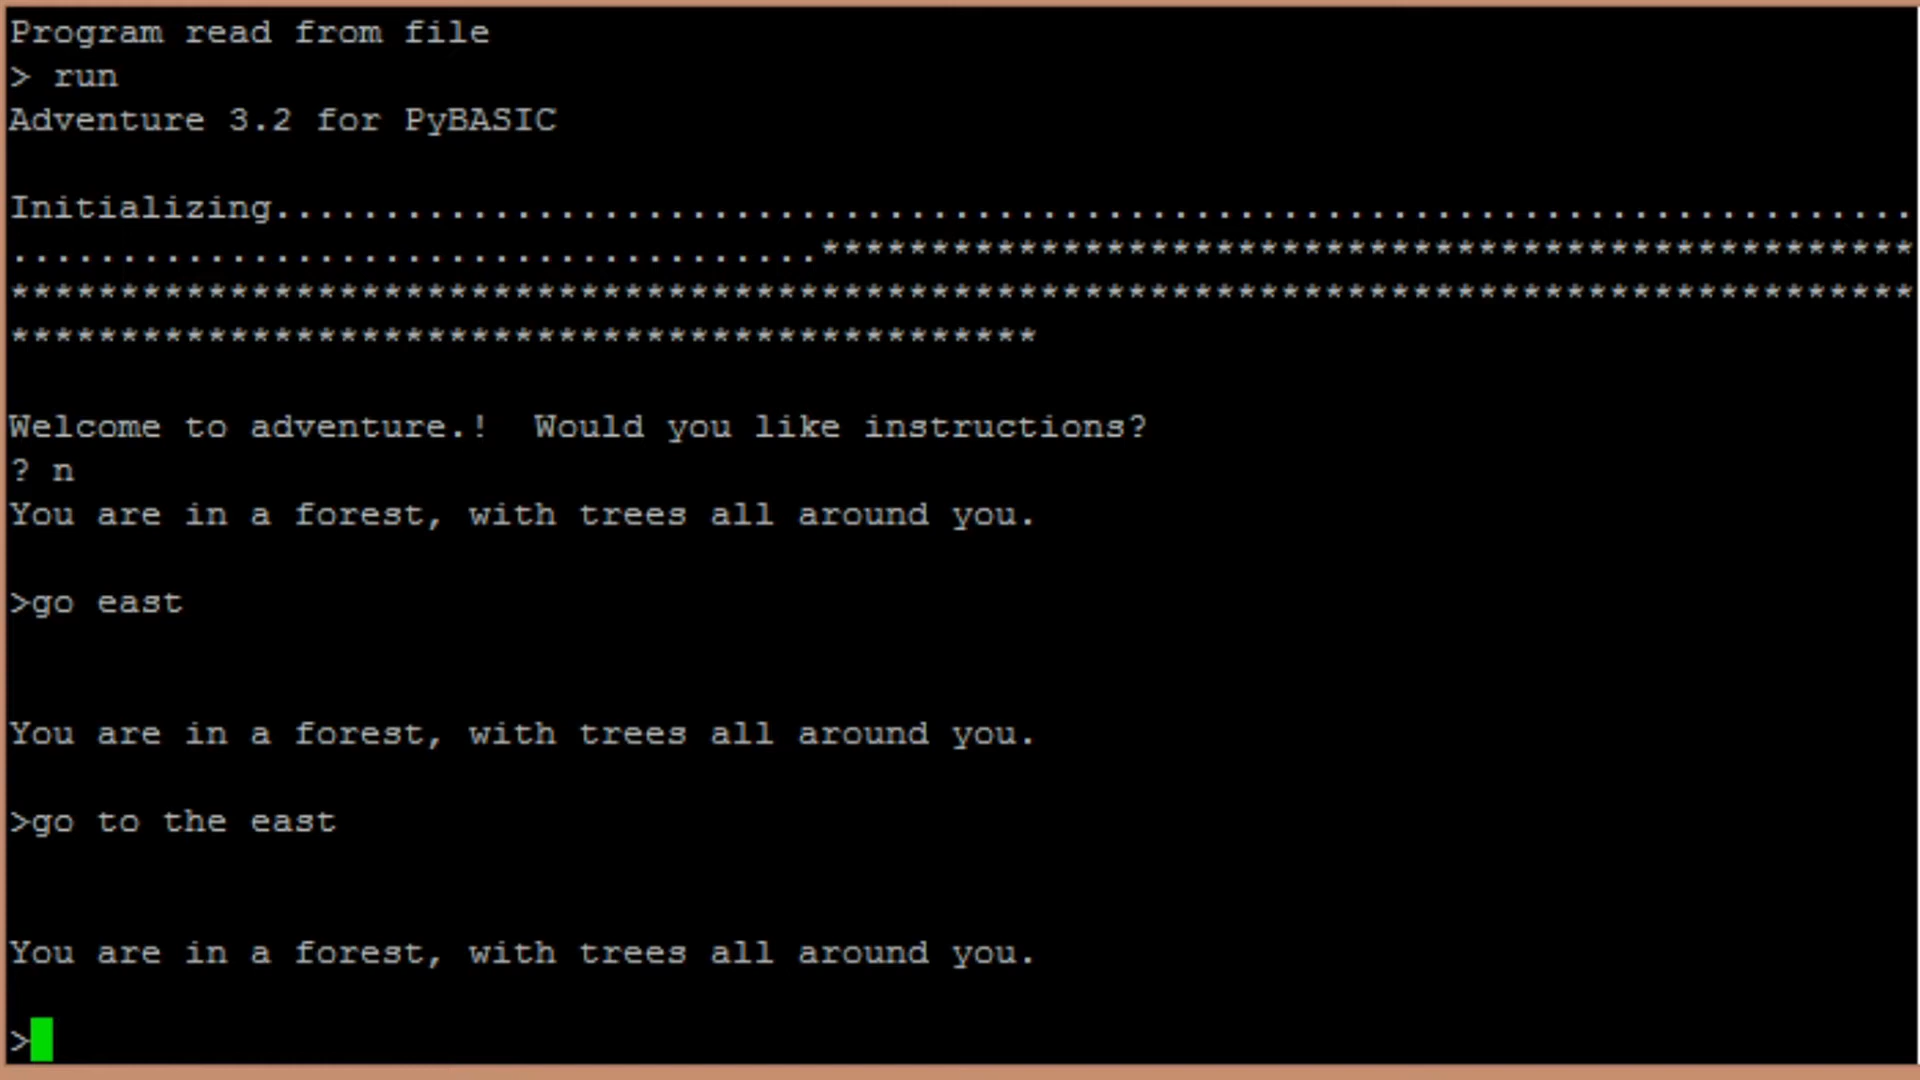 Program read from file
> run
Adventure 3.2 for PyBASIC
Initializing...........................................................................
.....................................**************************************************
***************************************************************************************
***********************************************
Welcome to adventure.!  Would you like instructions?
? n
You are in a forest, with trees all around you.
>go east
You are in a forest, with trees all around you.
>go to the east
You are in a forest, with trees all around you.
>